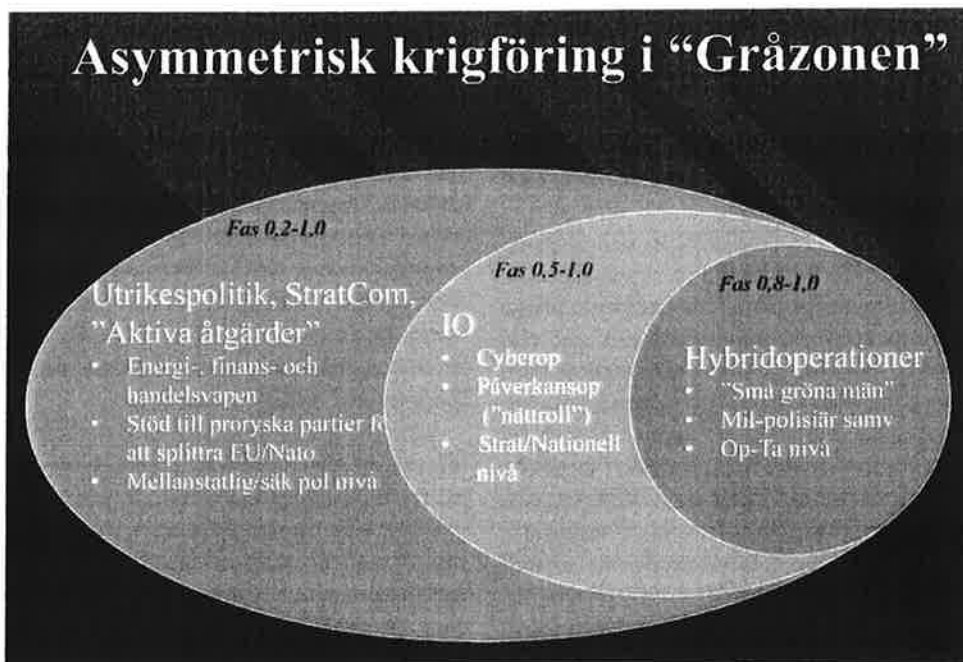 Asymmetrisk krigföring i “Gråzonen”
Fas 0,2-1,0
Utrikespolitik, StratCom,
”Aktiva åtgärder”
• Energi-, finans- och
handelsvapen
• Stöd till proryska partier
att splittra EU/Nato
• Mellanstatlig/säk pol nivå
Fas 0,5-1,0
IO
• Cyberop
• Påverkansop
(”nättroll”)
• Strat/Nationell
nivå
Fas 0,8-1,0
Hybridoperationer
• ”Små gröna män”
• Mil-polisiär samv
• Op-Ta nivå